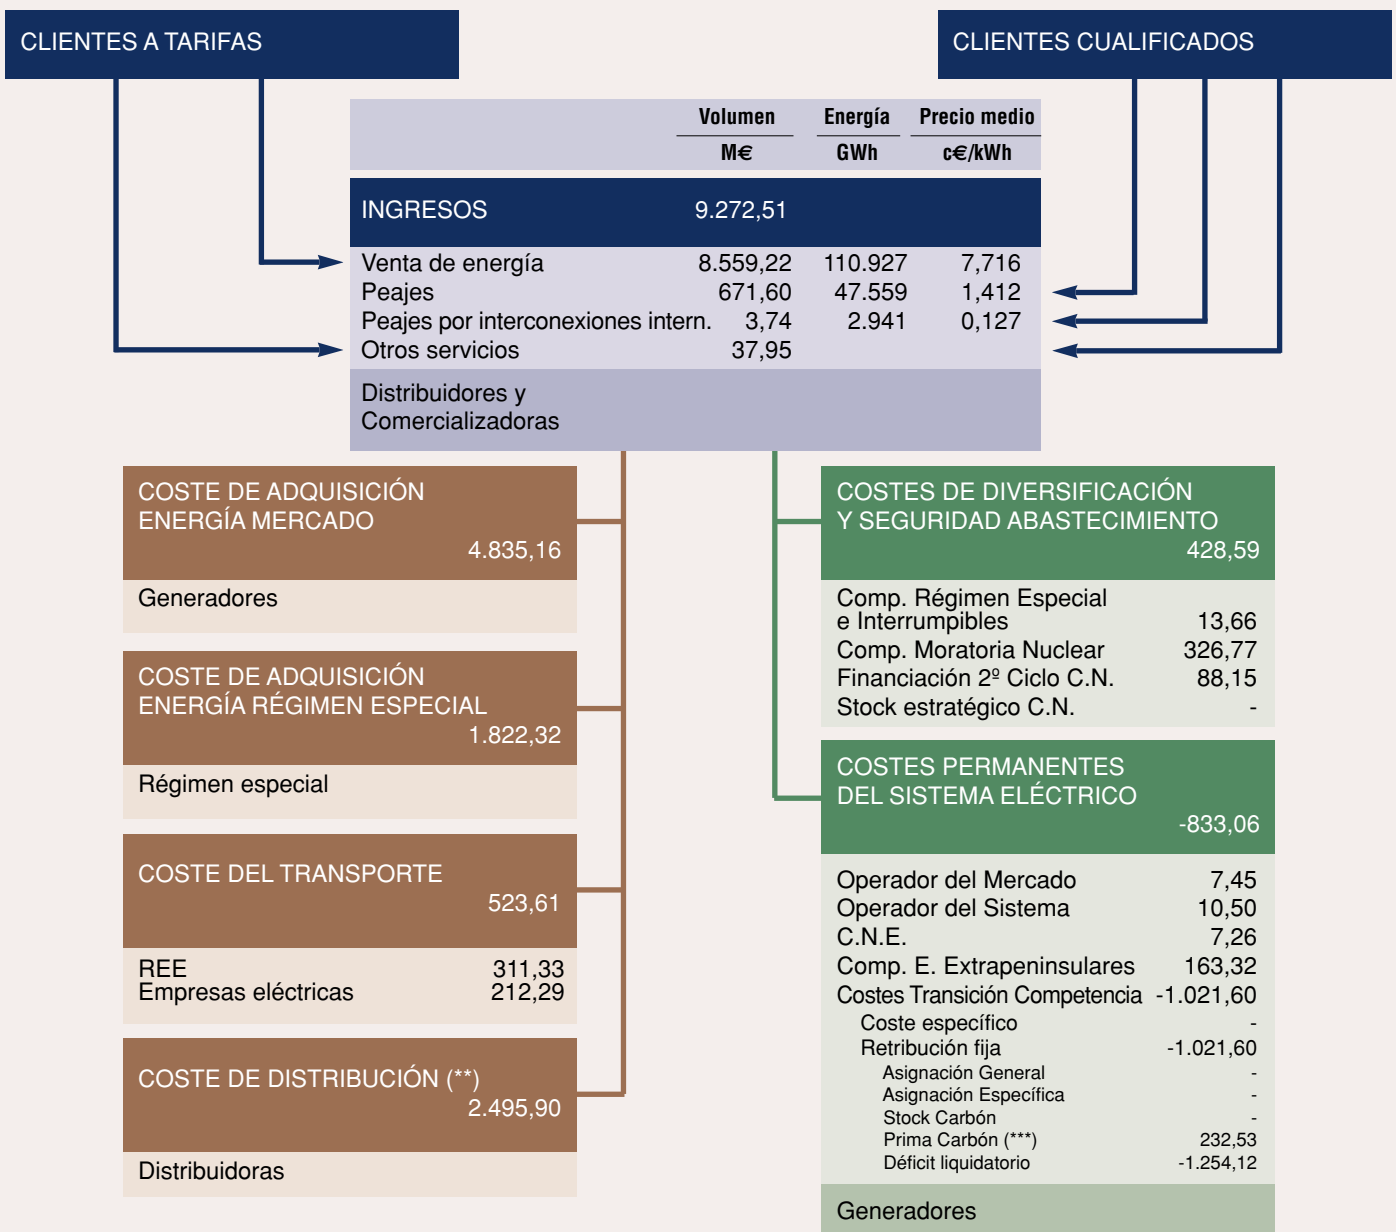 CLIENTES A TARIFAS
CLIENTES CUALIFICADOS
Volumen Energía Precio medio
M€ GWh c€/kWh
INGRESOS 9.272,51
Venta de energía 8.559,22 110.927 7,716
Peajes 671,60 47.559 1,412
Peajes por interconexiones intern. 3,74 2.941 0,127
Otros servicios 37,95
Distribuidores y
Comercializadoras
COSTE DE ADQUISICIÓN
ENERGÍA MERCADO
4.835,16
Generadores
COSTE DE ADQUISICIÓN
ENERGÍA RÉGIMEN ESPECIAL
1.822,32
Régimen especial
COSTE DEL TRANSPORTE
523,61
REE 311,33
Empresas eléctricas 212,29
COSTE DE DISTRIBUCIÓN (**)
2.495,90
Distribuidoras
COSTES DE DIVERSIFICACIÓN
Y SEGURIDAD ABASTECIMIENTO
428,59
Comp. Régimen Especial
e Interrumpibles 13,66
Comp. Moratoria Nuclear 326,77
Financiación 2º Ciclo C.N. 88,15
Stock estratégico C.N. -
COSTES PERMANENTES
DEL SISTEMA ELÉCTRICO
-833,06
Operador del Mercado 7,45
Operador del Sistema 10,50
C.N.E. 7,26
Comp. E. Extrapeninsulares 163,32
Costes Transición Competencia -1.021,60
Coste específico -
Retribución fija -1.021,60
Asignación General -
Asignación Específica -
Stock Carbón -
Prima Carbón (***) 232,53
Déficit liquidatorio -1.254,12
Generadores